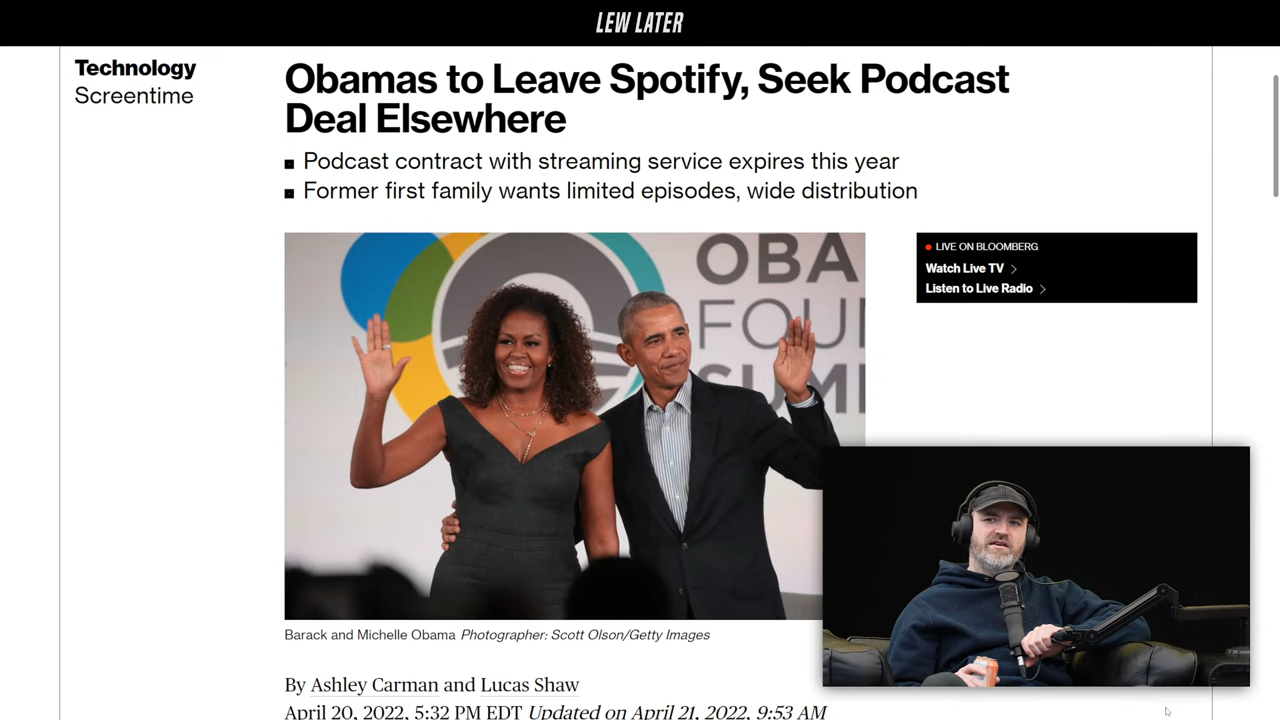 LEW LATER
Technology
Screentime
Obamas to Leave Spotify, Seek Podcast
Deal Elsewhere
Podcast contract with streaming service expires this year
Former first family wants limited episodes, wide distribution
OBA
FOU
SUMI
LIVE ON BLOOMBERG
Watch Live TV
Listen to Live Radio
Barack and Michelle Obama Photographer: Scott Olson/Getty Images
By Ashley Carman and Lucas Shaw
April 20, 2022, 5:32 PM EDT Updated on April 21, 2022, 9:53 AM